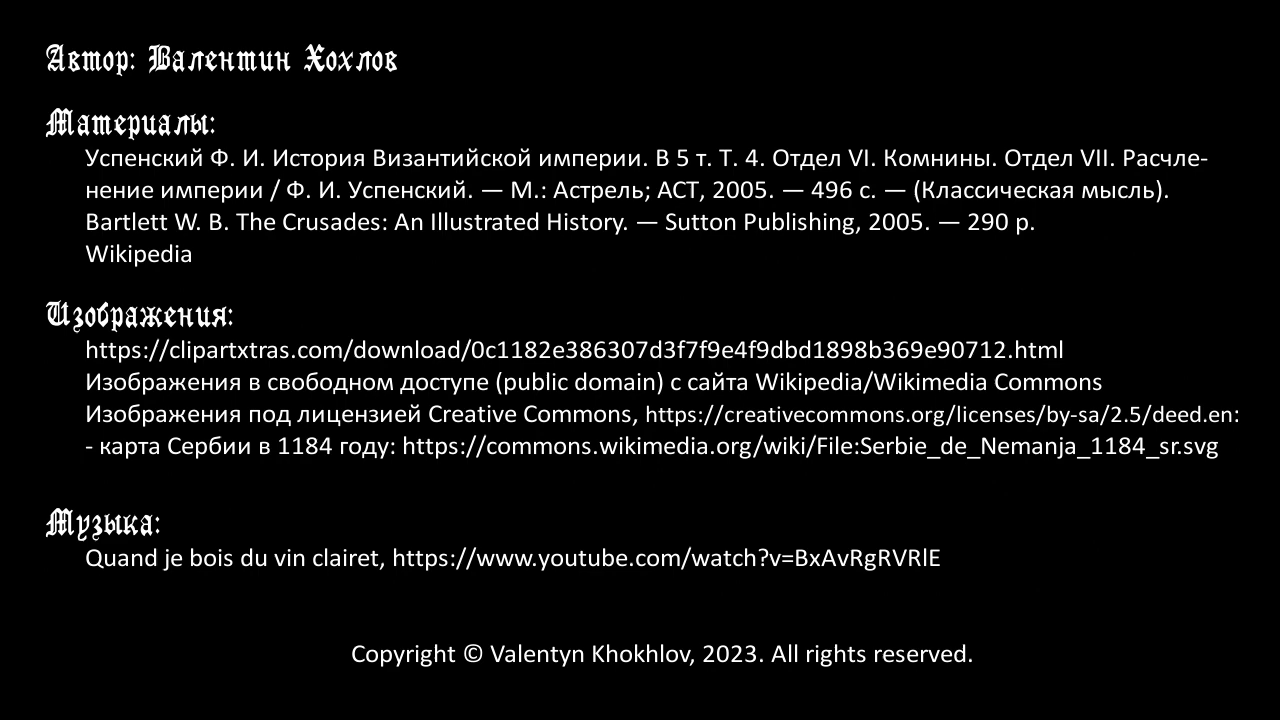 Автор: Валентин Хохлов
Материалы:
Успенский Ф. И. История Византийской империи. В 5 т. Т. 4. Отдел VI. Комнины. Отдел VII. Расчле-
нение империи / Ф. И. Успенский. — М.: Астрель; АСТ, 2005. — 496 с. — (Классическая мысль).
Bartlett W. B. The Crusades: An Illustrated History. — Sutton Publishing, 2005. — 290 p.
Wikipedia
Изображения:
https://clipartxtras.com/download/0c1182e386307d3f7f9e4f9dbd1898b369e90712.html
Изображения в свободном доступе (public domain) с сайта Wikipedia/Wikimedia Commons
Изображения под лицензией Creative Commons, https://creativecommons.org/licenses/by-sa/2.5/deed.en:
- карта Сербии в 1184 году: https://commons.wikimedia.org/wiki/File:Serbie_de_Nemanja_1184_sr.svg
Музыка:
Quand je bois du vin clairet, https://www.youtube.com/watch?v=BxAvRgRVRlE
Copyright © Valentyn Khokhlov, 2023. All rights reserved.